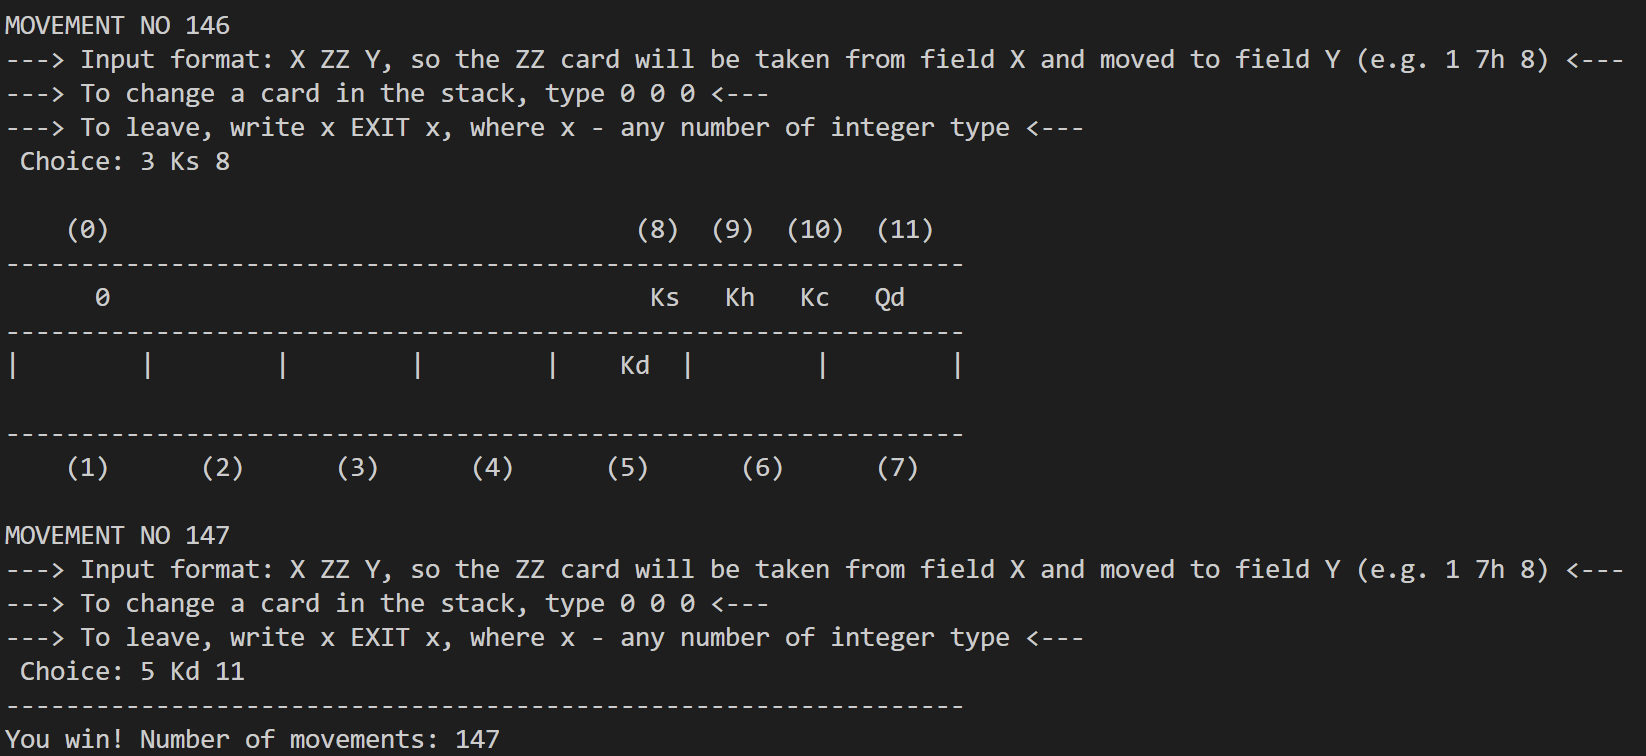 MOVEMENT NO 146
---> Input format: X ZZ Y, so the ZZ card will be taken from field X and moved to field Y (e.g. 1 7h 8) <---
---> To change a card in the stack, type 0 0 0 <---
---> To leave, write x EXIT x, where x - any number of integer type <---
 Choice: 3 Ks 8

    (0)                                   (8)  (9)  (10)  (11)
----------------------------------------------------------------
      0                                    Ks   Kh   Kc   Qd
----------------------------------------------------------------
|        |        |        |        |    Kd  |        |        |

----------------------------------------------------------------
    (1)      (2)      (3)      (4)      (5)      (6)      (7)

MOVEMENT NO 147
---> Input format: X ZZ Y, so the ZZ card will be taken from field X and moved to field Y (e.g. 1 7h 8) <---
---> To change a card in the stack, type 0 0 0 <---
---> To leave, write x EXIT x, where x - any number of integer type <---
 Choice: 5 Kd 11
----------------------------------------------------------------
You win! Number of movements: 147